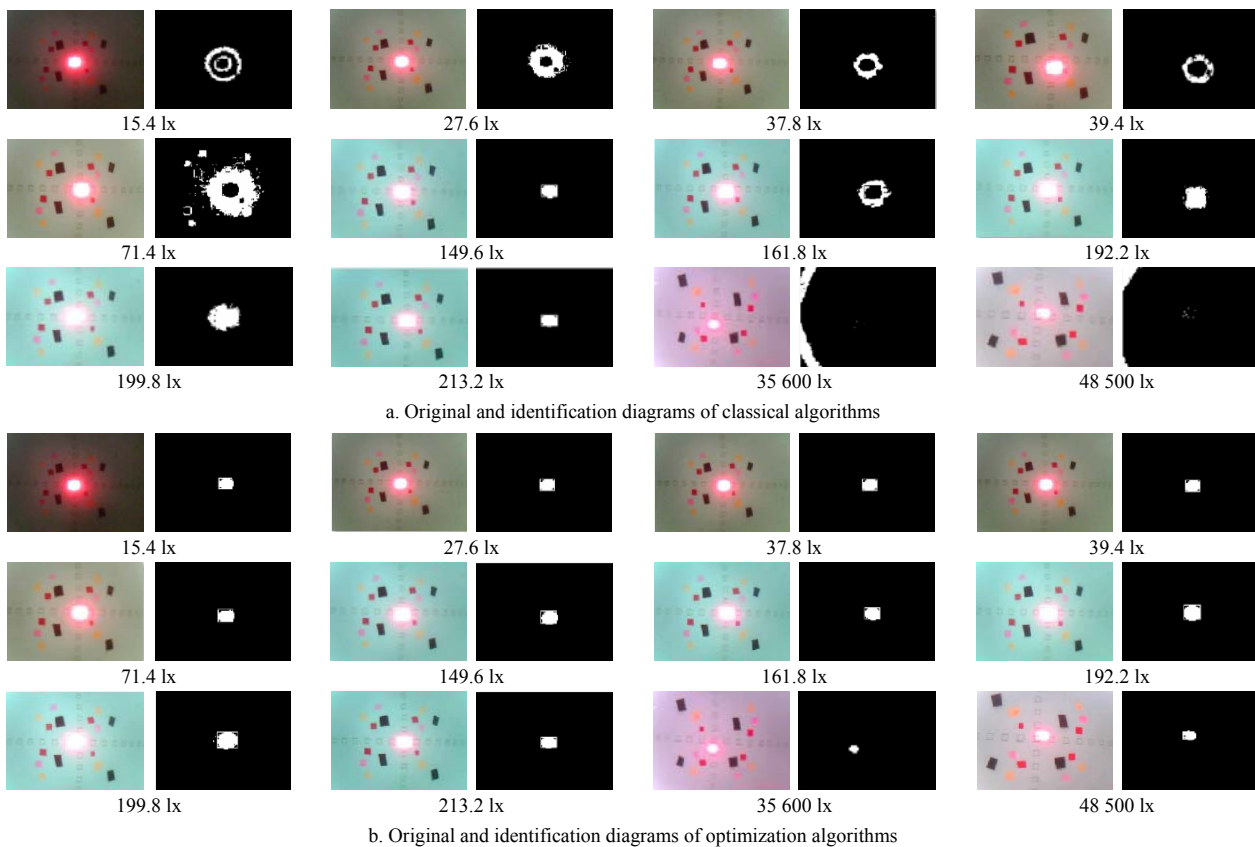 15.4 lx 27.6 lx 37.8 lx 39.4 lx
71.4 lx 149.6 lx 161.8 lx 192.2 lx
199.8 lx 213.2 lx 35 600 lx 48 500 lx
a. Original and identification diagrams of classical algorithms
15.4 lx 27.6 lx 37.8 lx 39.4 lx
71.4 lx 149.6 lx 161.8 lx 192.2 lx
199.8 lx 213.2 lx 35 600 lx 48 500 lx
b. Original and identification diagrams of optimization algorithms